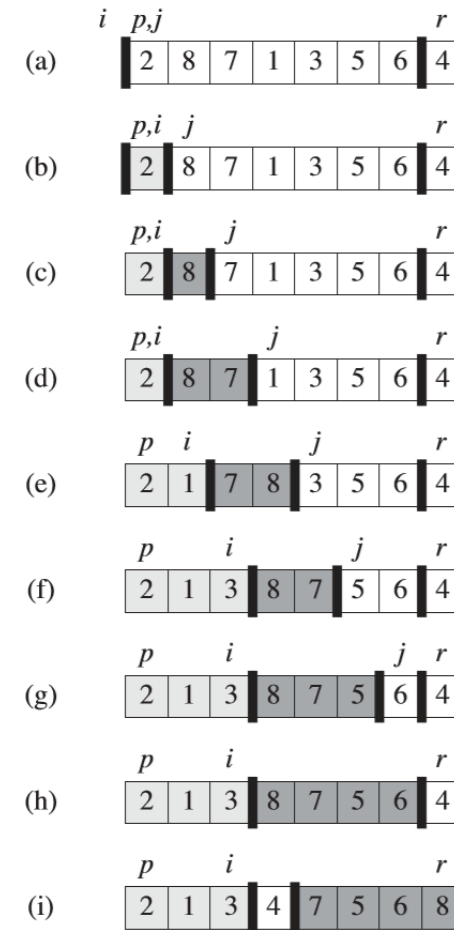 i p,j r
(a) 2 8 7 1 3 5 6 4
p,i j r
(b) 2 8 7 1 3 5 6 4
p,i j r
(c) 2 8 7 1 3 5 6 4
p,i j r
(d) 2 8 7 1 3 5 6 4
p i j r
(e) 2 1 7 8 3 5 6 4
p i j r
(f) 2 1 3 8 7 5 6 4
p i j r
(g) 2 1 3 8 7 5 6 4
p i r
(h) 2 1 3 8 7 5 6 4
p i r
(i) 2 1 3 4 7 5 6 8